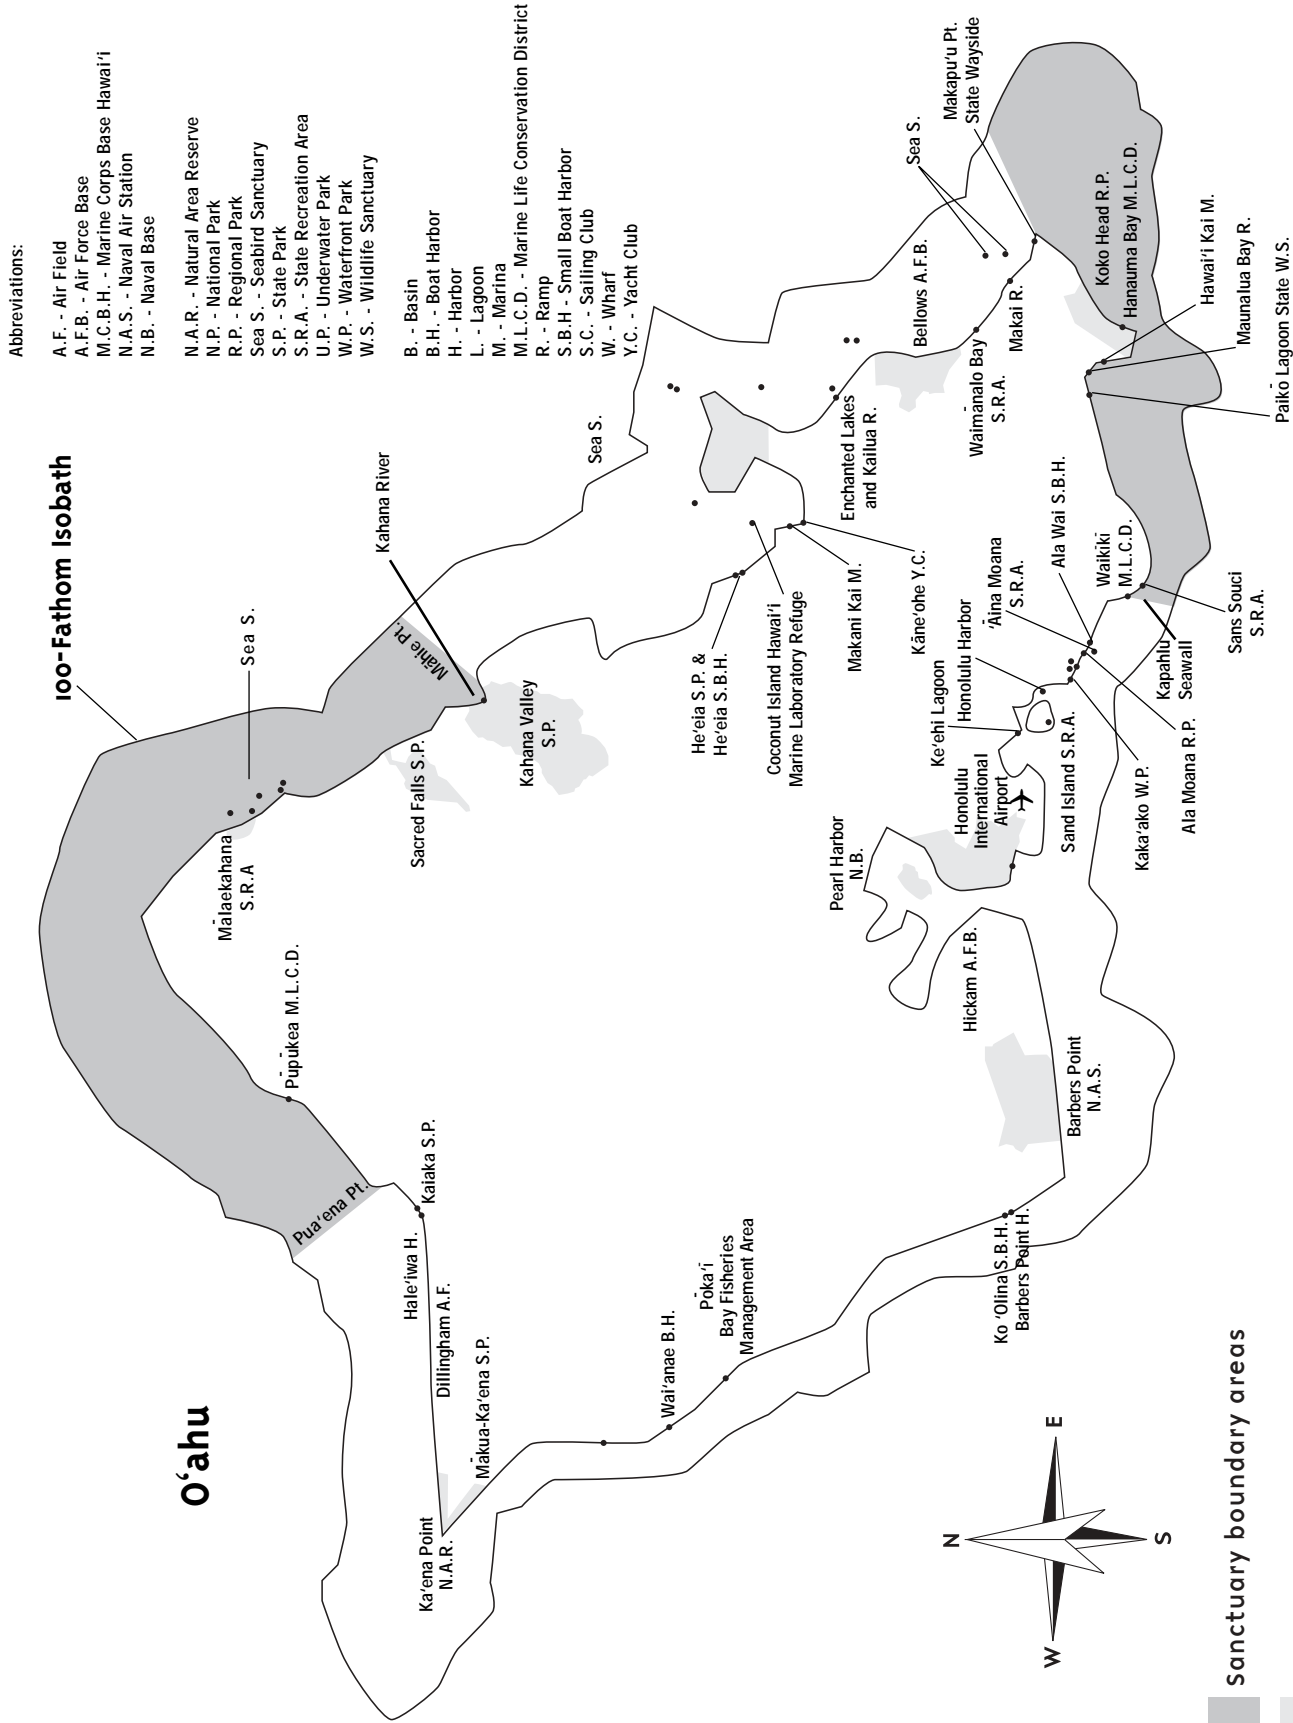 O‘ahu
100-Fathom Isobath
Abbreviations:
A.F. - Air Field
A.F.B. - Air Force Base
M.C.B.H. - Marine Corps Base Hawai‘i
N.A.S. - Naval Air Station
N.B. - Naval Base
N.A.R. - Natural Area Reserve
N.P. - National Park
R.P. - Regional Park
Sea S. - Seabird Sanctuary
S.P. - State Park
S.R.A. - State Recreation Area
U.P. - Underwater Park
W.P. - Waterfront Park
W.S. - Wildlife Sanctuary
B. - Basin
B.H. - Boat Harbor
H. - Harbor
L. - Lagoon
M. - Marina
M.L.C.D. - Marine Life Conservation District
R. - Ramp
S.B.H - Small Boat Harbor
S.C. - Sailing Club
W. - Wharf
Y.C. - Yacht Club
Sea S.
Mālaekahana
S.R.A
Pūpūkea M.L.C.D.
Pua‘ena Pt.
Kaiaka S.P.
Hale‘iwa H.
Dillingham A.F.
Mākua-Ka‘ena S.P.
Ka‘ena Point
N.A.R.
Kahana River
Māhie Pt.
Sacred Falls S.P.
Kahana Valley
S.P.
Sea S.
He‘eia S.P. &
He‘eia S.B.H.
Coconut Island Hawai‘i
Marine Laboratory Refuge
Makani Kai M.
Kāne‘ohe Y.C.
Enchanted Lakes
and Kailua R.
Bellows A.F.B.
Waimānalo Bay
S.R.A.
Makai R.
Sea S.
Makapu‘u Pt.
State Wayside
Koko Head R.P.
Hanauma Bay M.L.C.D.
Hawai‘i Kai M.
Maunalua Bay R.
Paikō Lagoon State W.S.
Wai‘anae B.H.
Pōka‘ī
Bay Fisheries
Management Area
Ko ‘Olina S.B.H.
Barbers Point H.
Barbers Point
N.A.S.
Hickam A.F.B.
Pearl Harbor
N.B.
Honolulu
International
Airport
Ke‘ehi Lagoon
Honolulu Harbor
‘Āina Moana
S.R.A.
Ala Wai S.B.H.
Waikīkī
M.L.C.D.
Sand Island S.R.A.
Kaka‘ako W.P.
Ala Moana R.P.
Kapahlu
Seawall
Sans Souci
S.R.A.
N
E
S
W
Sanctuary boundary areas